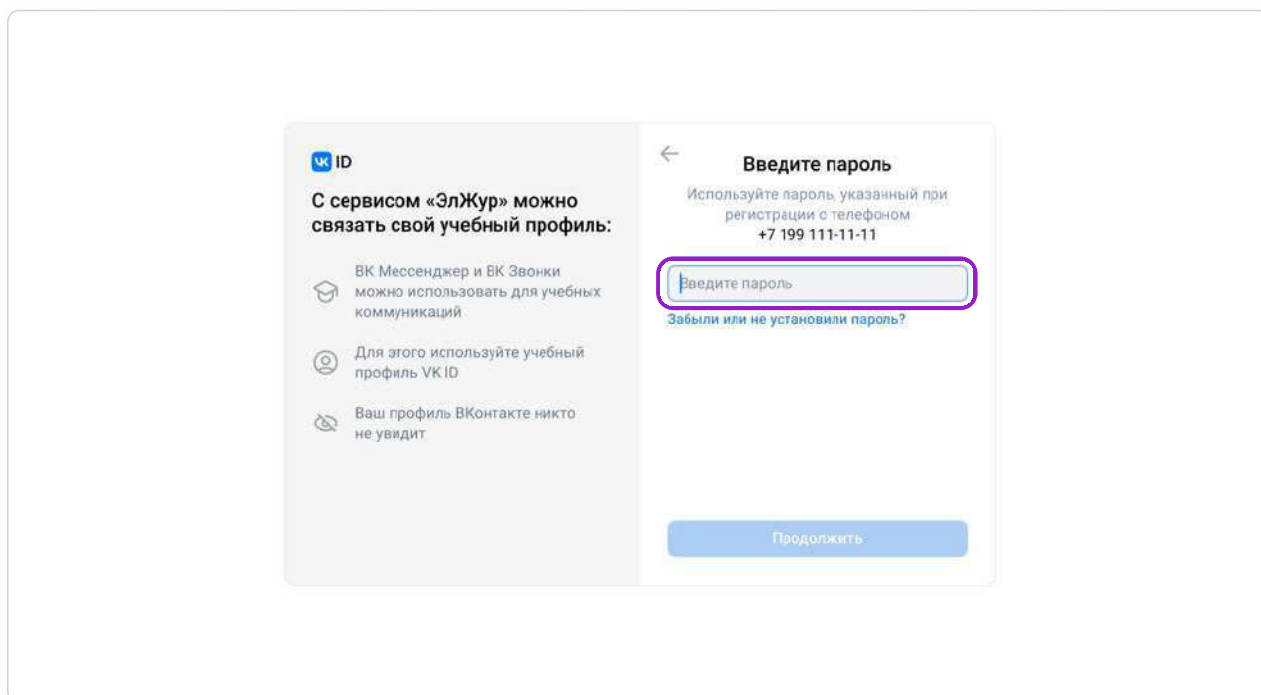 VK ID
С сервисом «ЭлЖур» можно
связать свой учебный профиль:
ВК Мессенджер и ВК Звонки
можно использовать для учебных
коммуникаций
Для этого используйте учебный
профиль VK ID
Ваш профиль ВКонтакте никто
не увидит
Введите пароль
Используйте пароль, указанный при
регистрации с телефоном
+7 199 111-11-11
Введите пароль
Забыли или не установили пароль?
Продолжить